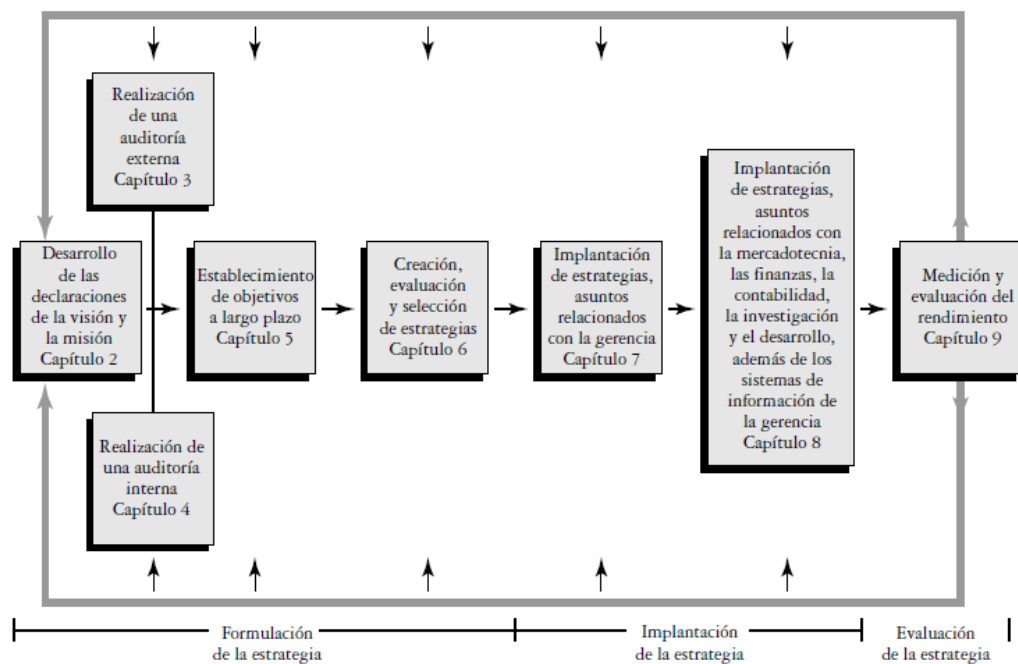 Realización
de una
auditoría
externa
Capítulo 3
Desarrollo
de las
declaraciones
de la visión y
la misión
Capítulo 2
Realización de
una auditoría
interna
Capítulo 4
Establecimiento
de objetivos
a largo plazo
Capítulo 5
Creación,
evaluación
y selección
de estrategias
Capítulo 6
Implantación
de estrategias,
asuntos
relacionados
con la gerencia
Capítulo 7
Implantación
de estrategias,
asuntos
relacionados con
la mercadotecnia,
las finanzas, la
contabilidad,
la investigación
y el desarrollo,
además de los
sistemas de
información de
la gerencia
Capítulo 8
Medición y
evaluación del
rendimiento
Capítulo 9
Formulación
de la estrategia
Implantación
de la estrategia
Evaluación
de la estrategia